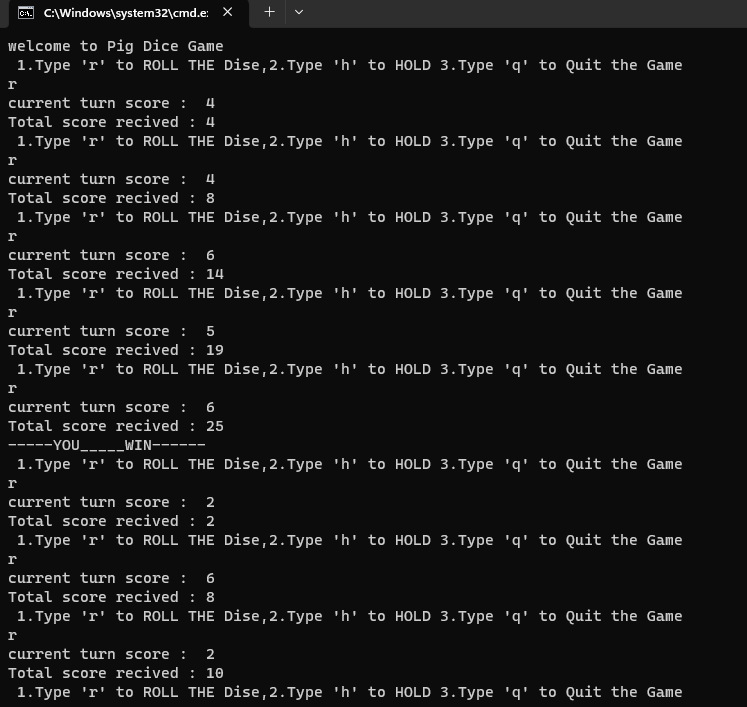 C:\Windows\system32\cmd.e:
welcome to Pig Dice Game
 1.Type 'r' to ROLL THE Dise,2.Type 'h' to HOLD 3.Type 'q' to Quit the Game
r
current turn score :  4
Total score recived : 4
 1.Type 'r' to ROLL THE Dise,2.Type 'h' to HOLD 3.Type 'q' to Quit the Game
r
current turn score :  4
Total score recived : 8
 1.Type 'r' to ROLL THE Dise,2.Type 'h' to HOLD 3.Type 'q' to Quit the Game
r
current turn score :  6
Total score recived : 14
 1.Type 'r' to ROLL THE Dise,2.Type 'h' to HOLD 3.Type 'q' to Quit the Game
r
current turn score :  5
Total score recived : 19
 1.Type 'r' to ROLL THE Dise,2.Type 'h' to HOLD 3.Type 'q' to Quit the Game
r
current turn score :  6
Total score recived : 25
-----YOU_____WIN------
 1.Type 'r' to ROLL THE Dise,2.Type 'h' to HOLD 3.Type 'q' to Quit the Game
r
current turn score :  2
Total score recived : 2
 1.Type 'r' to ROLL THE Dise,2.Type 'h' to HOLD 3.Type 'q' to Quit the Game
r
current turn score :  6
Total score recived : 8
 1.Type 'r' to ROLL THE Dise,2.Type 'h' to HOLD 3.Type 'q' to Quit the Game
r
current turn score :  2
Total score recived : 10
 1.Type 'r' to ROLL THE Dise,2.Type 'h' to HOLD 3.Type 'q' to Quit the Game